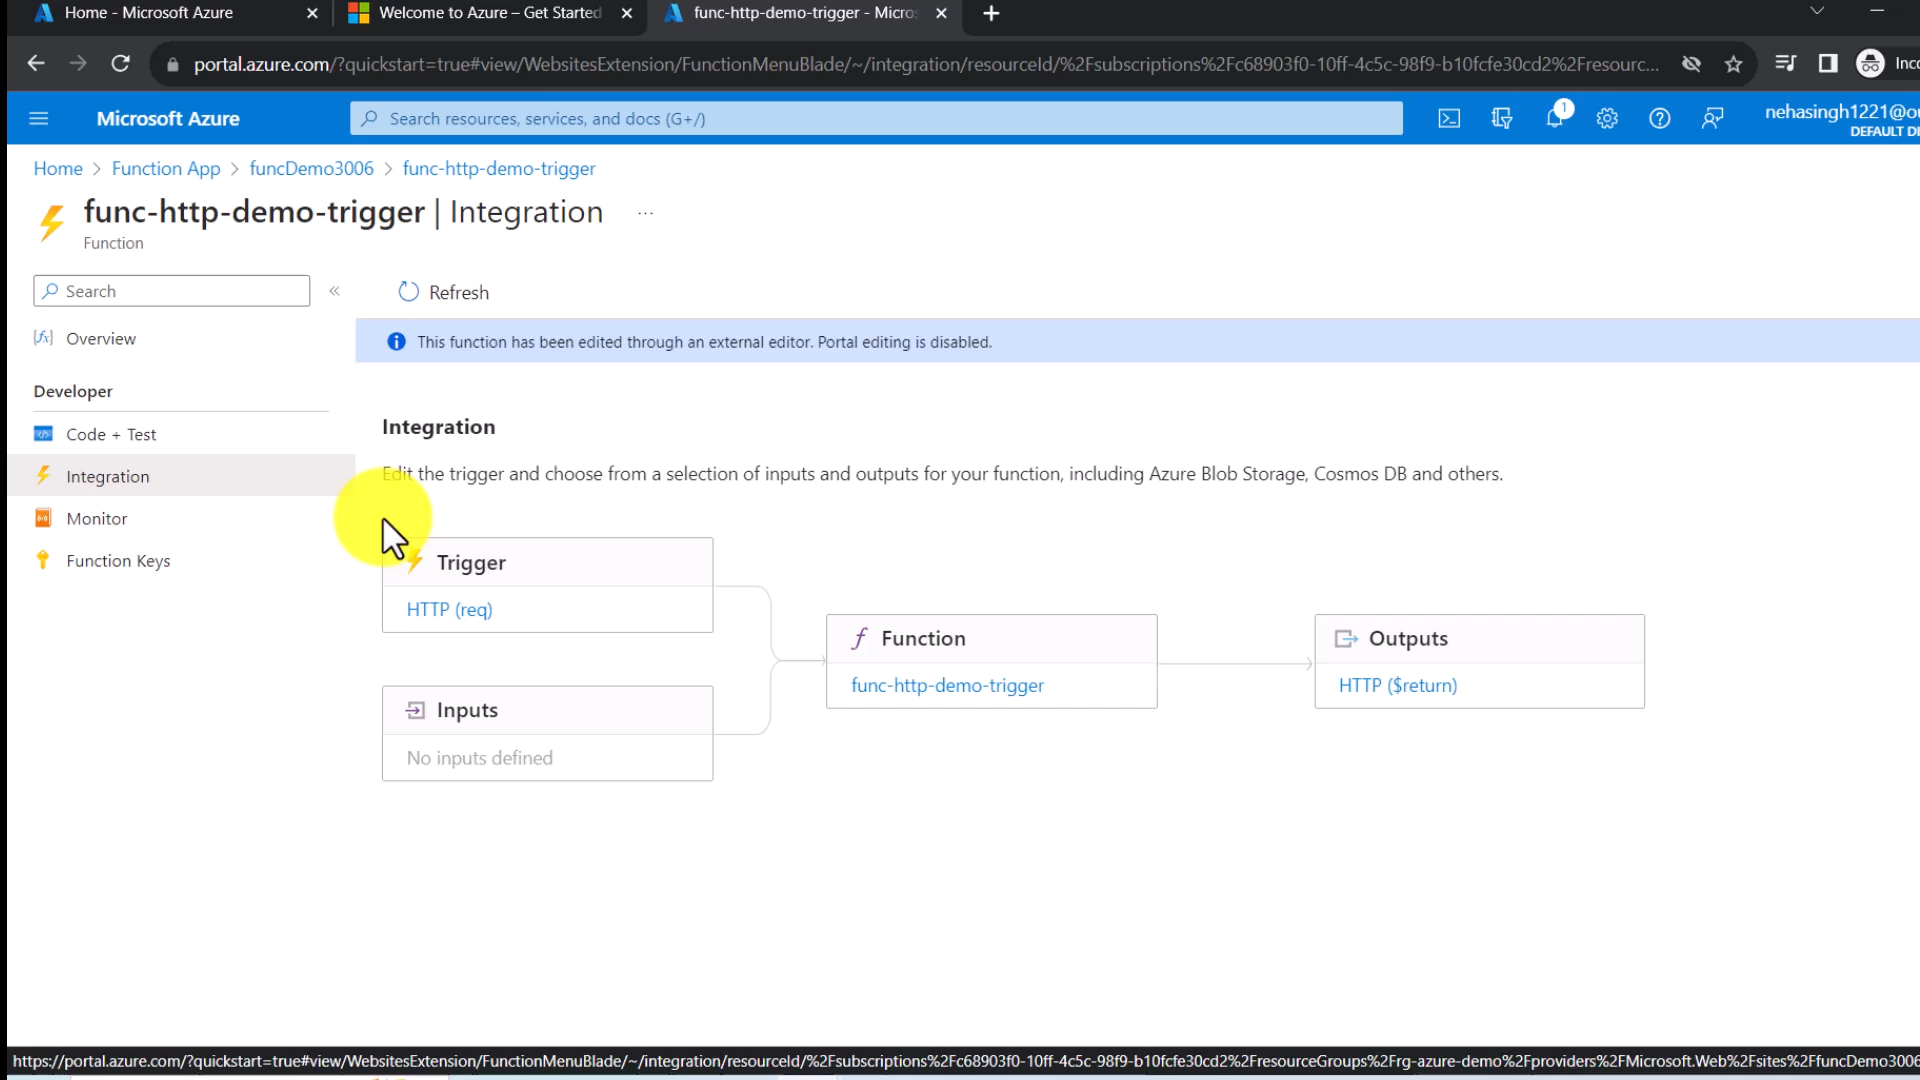 Home - Microsoft Azure
Welcome to Azure – Get Started
func-http-demo-trigger - Micros
portal.azure.com/?quickstart=true#view/WebsitesExtension/FunctionMenuBlade/~/integration/resourceId/%2Fsubscriptions%2Fc68903f0-10ff-4c5c-98f9-b10fcfe30cd2%2Fresourc...
Inco
Microsoft Azure
Search resources, services, and docs (G+/)
1
nehasingh1221@ou
DEFAULT DI
Home > Function App > funcDemo3006 > func-http-demo-trigger
func-http-demo-trigger | Integration ...
Function
Search
«
Refresh
Overview
This function has been edited through an external editor. Portal editing is disabled.
Developer
Code + Test
Integration
Monitor
Function Keys
Integration
Edit the trigger and choose from a selection of inputs and outputs for your function, including Azure Blob Storage, Cosmos DB and others.
Trigger
HTTP (req)
Inputs
No inputs defined
Function
func-http-demo-trigger
Outputs
HTTP ($return)
https://portal.azure.com/?quickstart=true#view/WebsitesExtension/FunctionMenuBlade/~/integration/resourceId/%2Fsubscriptions%2Fc68903f0-10ff-4c5c-98f9-b10fcfe30cd2%2FresourceGroups%2Frg-azure-demo%2Fproviders%2FMicrosoft.Web%2Fsites%2FfuncDemo3006